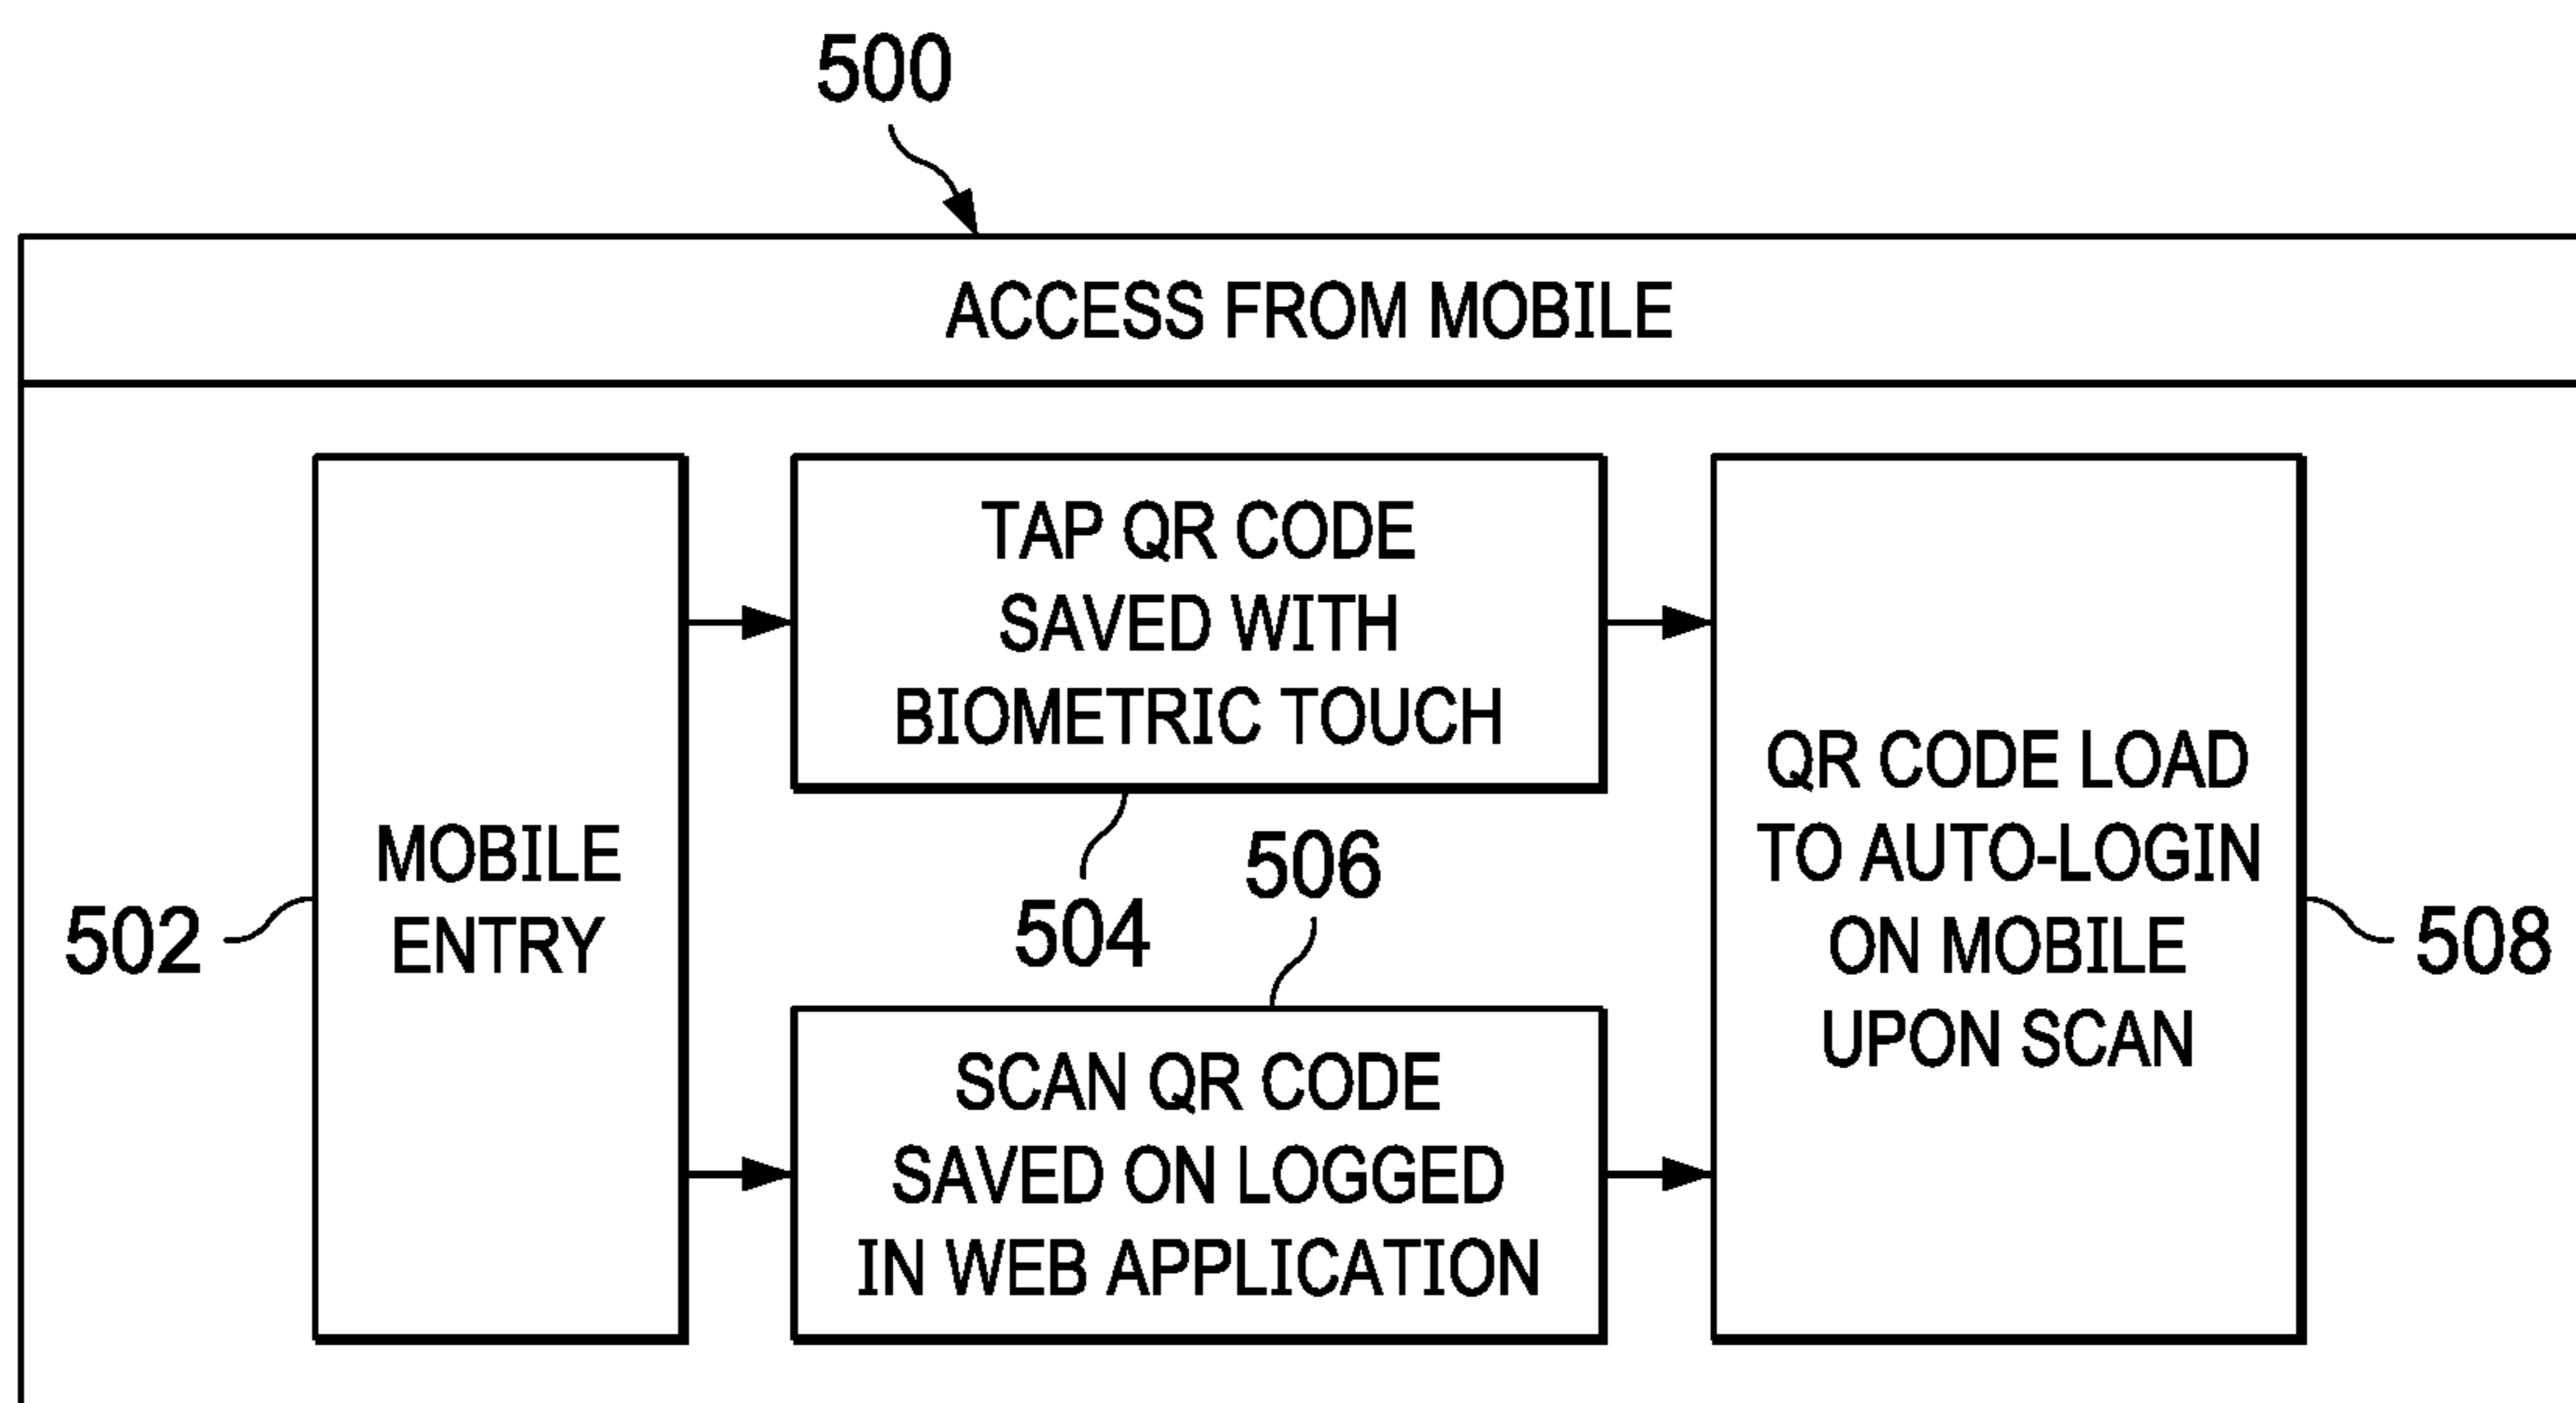 500
ACCESS FROM MOBILE
502
MOBILE
ENTRY
TAP QR CODE
SAVED WITH
BIOMETRIC TOUCH
504
506
SCAN QR CODE
SAVED ON LOGGED
IN WEB APPLICATION
QR CODE LOAD
TO AUTO-LOGIN
ON MOBILE
UPON SCAN
508